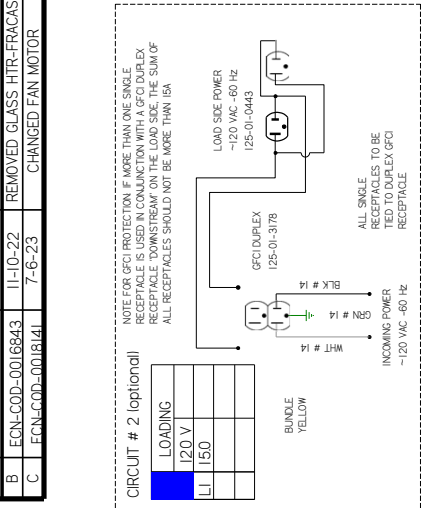 B ECN-COD-0016843 11-10-22 REMOVED GLASS HTR-FRACAS
C ECN-COD-0018141 7-6-23 CHANGED FAN MOTOR
CIRCUIT # 2 (optional)
NOTE FOR GFCI PROTECTION IF MORE THAN ONE SINGLE
RECEPTACLE IS USED IN CONJUNCTION WITH A GFCI DUPLEX
RECEPTACLE "DOWNSTREAM" ON THE LOAD SIDE, THE SUM OF
ALL RECEPTACLES SHOULD NOT BE MORE THAN 15A
LOADING
120 V
L1 15.0
LOAD SIDE POWER
~120 VAC -60 Hz
125-01-0443
GFCI DUPLEX
125-01-3178
WHT # 14
GRN # 14
BLK # 14
BUNDLE
YELLOW
INCOMING POWER
~120 VAC -60 Hz
ALL SINGLE
RECEPTACLES TO BE
TIED TO DUPLEX GFCI
RECEPTACLE